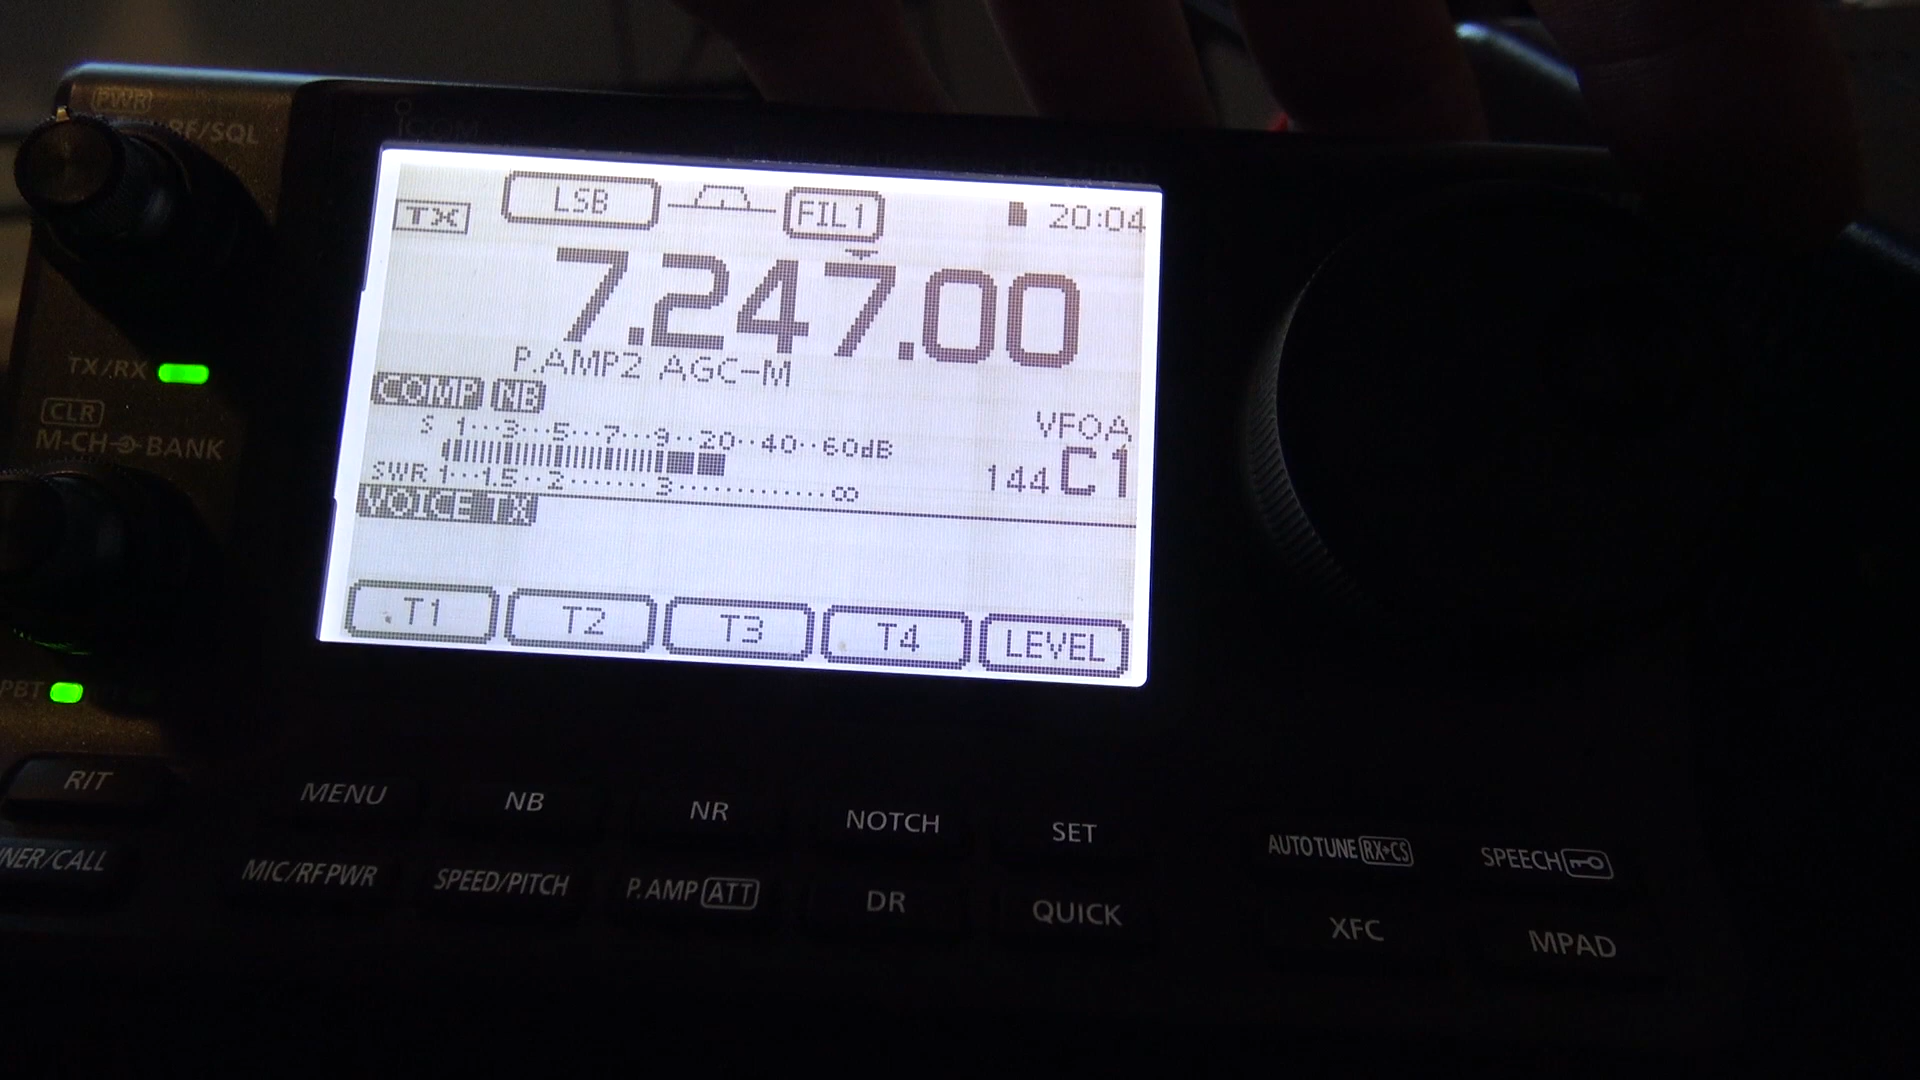 PWR
RF/SQL
ICOM
TX LSB FIL1 20:04
7.247.00
TX/RX
P.AMP2 AGC-M
COMP NB
CLR
M-CH BANK
VFOA
S 1···3···5···7···9··20··40··60dB
144 C1
SWR 1···1.5··2·········3············∞
VOICE TX
T1 T2 T3 T4 LEVEL
PBT
RIT
MENU NB NR NOTCH SET
AUTOTUNE RX→CS SPEECH
/CALL
MIC/RF PWR SPEED/PITCH P.AMP ATT DR QUICK
XFC MPAD